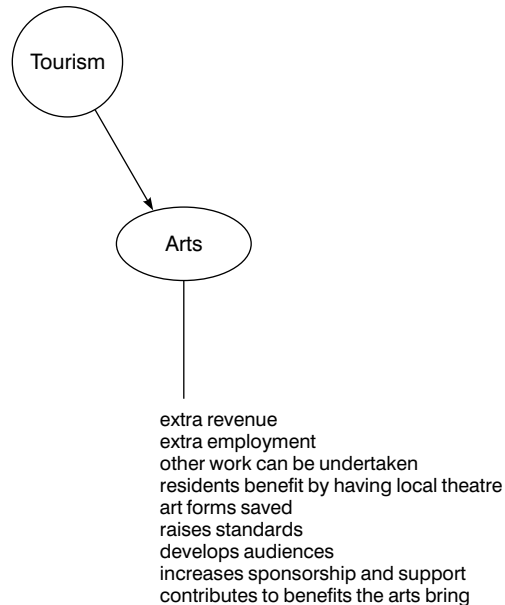 Tourism
Arts
extra revenue
extra employment
other work can be undertaken
residents benefit by having local theatre
art forms saved
raises standards
develops audiences
increases sponsorship and support
contributes to benefits the arts bring